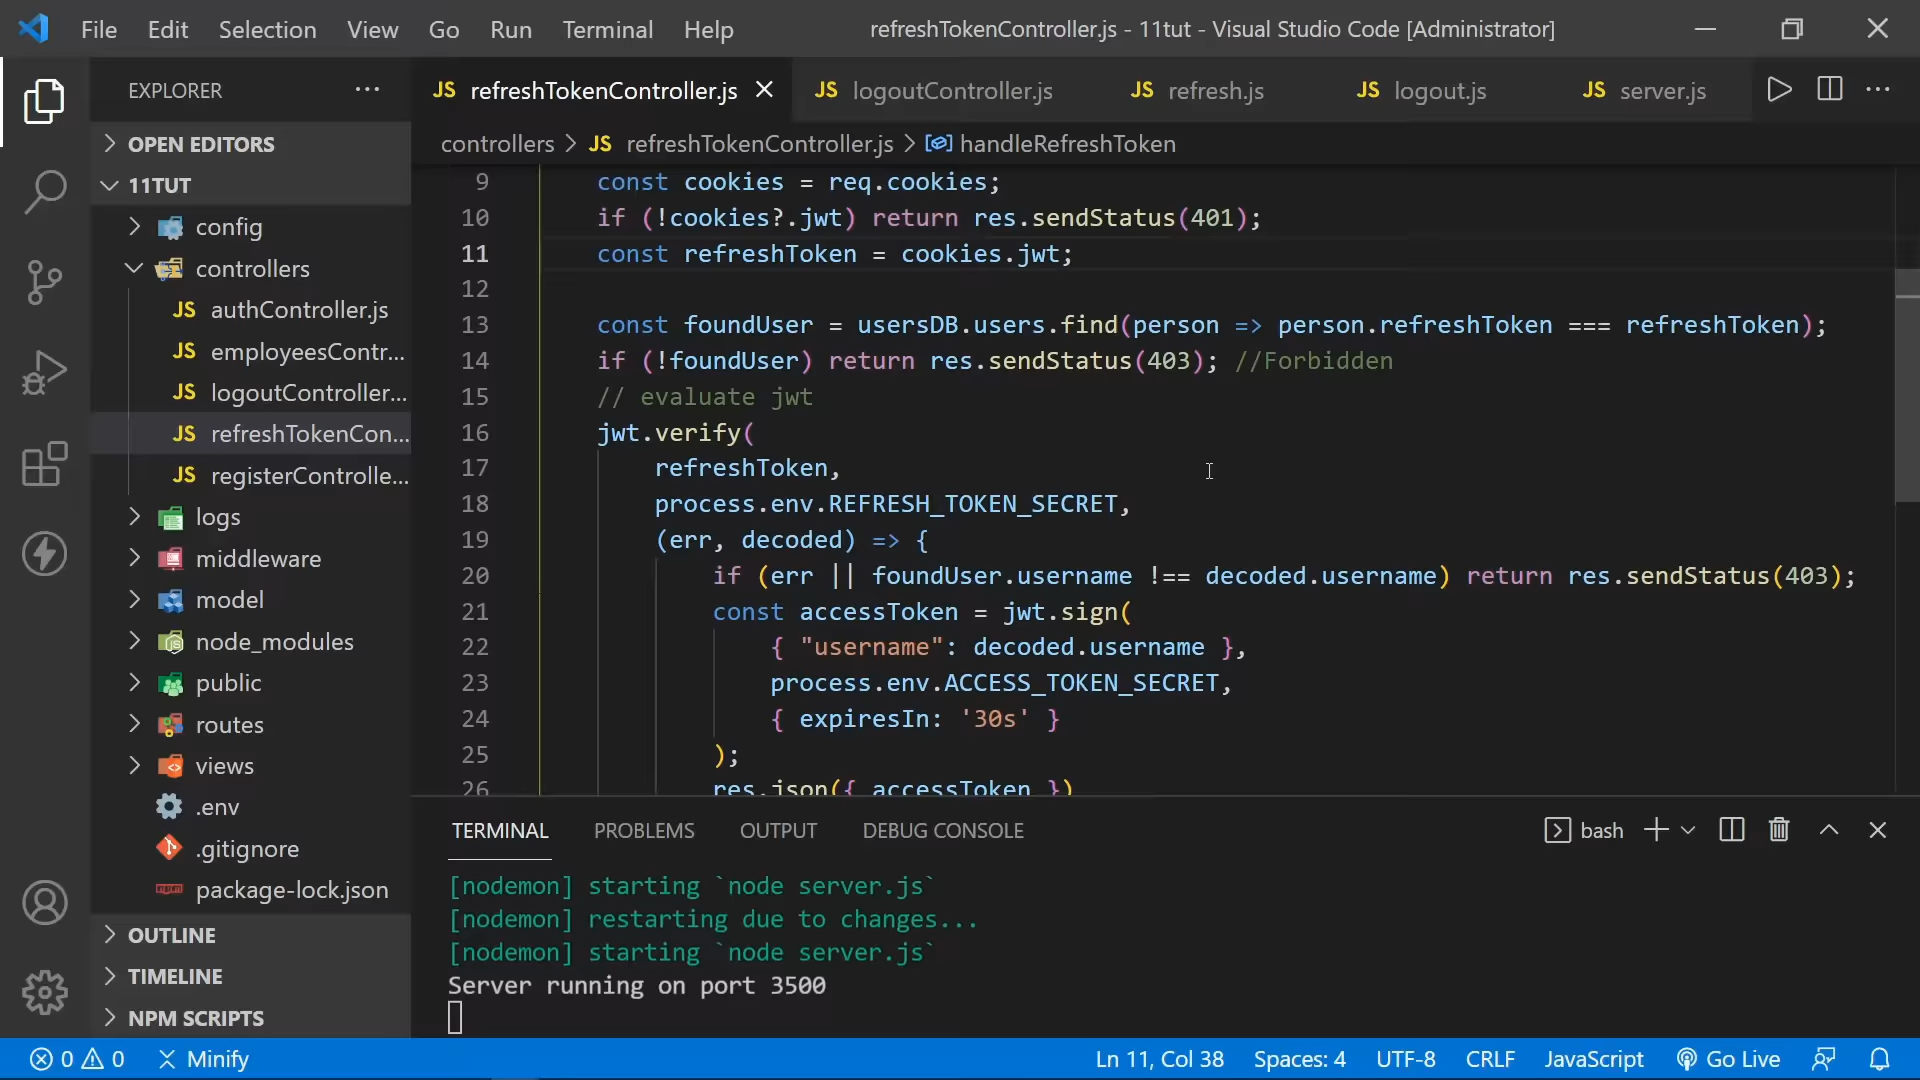 File Edit Selection View Go Run Terminal Help
refreshTokenController.js - 11tut - Visual Studio Code [Administrator]
EXPLORER
OPEN EDITORS
11TUT
config
controllers
JS authController.js
JS employeesContr...
JS logoutController...
JS refreshTokenCon...
JS registerControlle...
logs
middleware
model
node_modules
public
routes
views
.env
.gitignore
package-lock.json
OUTLINE
TIMELINE
NPM SCRIPTS
JS refreshTokenController.js
JS logoutController.js
JS refresh.js
JS logout.js
JS server.js
controllers > JS refreshTokenController.js > handleRefreshToken
9 const cookies = req.cookies;
10 if (!cookies?.jwt) return res.sendStatus(401);
11 const refreshToken = cookies.jwt;
12
13 const foundUser = usersDB.users.find(person => person.refreshToken === refreshToken);
14 if (!foundUser) return res.sendStatus(403); //Forbidden
15 // evaluate jwt
16 jwt.verify(
17 refreshToken,
18 process.env.REFRESH_TOKEN_SECRET,
19 (err, decoded) => {
20 if (err || foundUser.username !== decoded.username) return res.sendStatus(403);
21 const accessToken = jwt.sign(
22 { "username": decoded.username },
23 process.env.ACCESS_TOKEN_SECRET,
24 { expiresIn: '30s' }
25 );
26 res.json({ accessToken })
TERMINAL PROBLEMS OUTPUT DEBUG CONSOLE
bash
[nodemon] starting `node server.js`
[nodemon] restarting due to changes...
[nodemon] starting `node server.js`
Server running on port 3500
0 0 Minify
Ln 11, Col 38 Spaces: 4 UTF-8 CRLF JavaScript Go Live